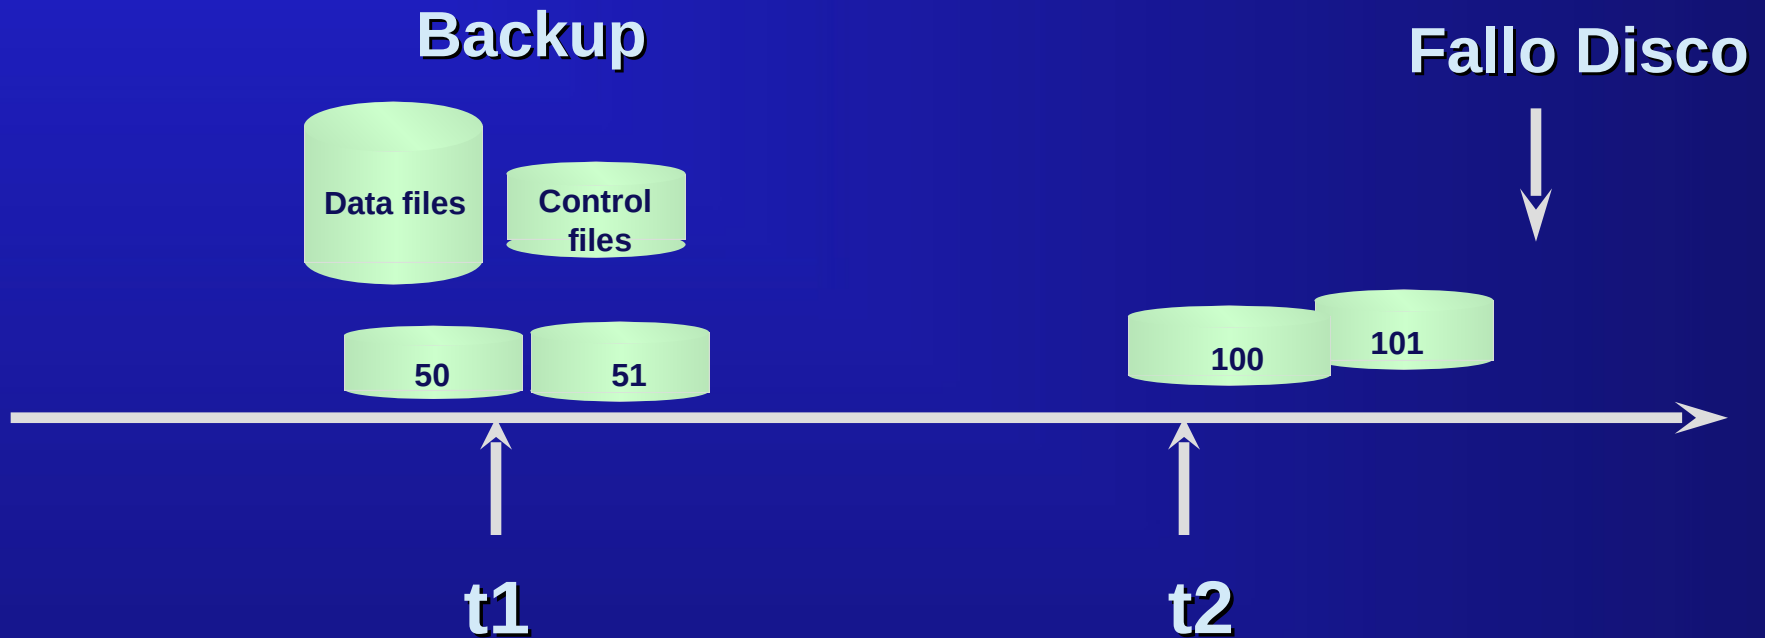 Backup
Fallo Disco
Data files
Control
files
50
51
100
101
t1
t2